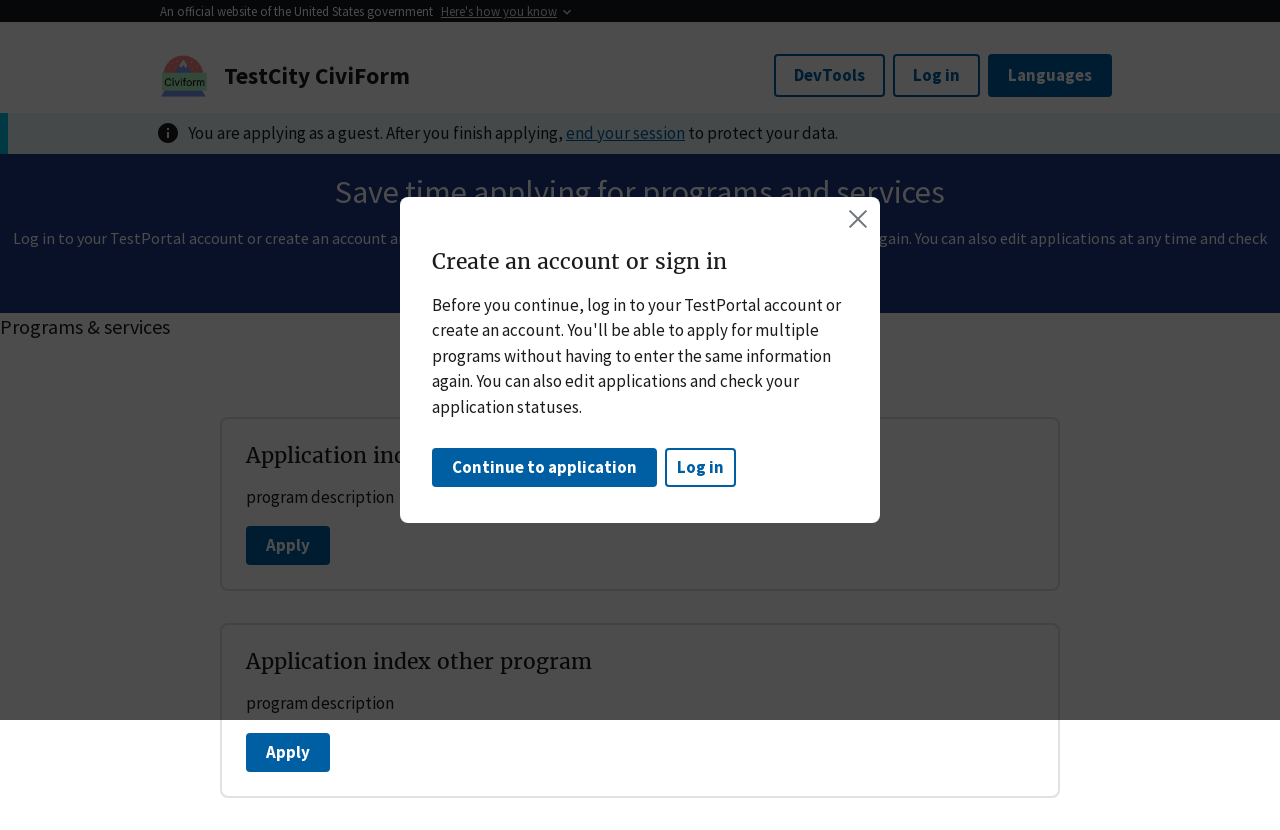 An official website of the United States government Here's how you know
Civiform
TestCity CiviForm
DevTools
Log in
Languages
You are applying as a guest. After you finish applying, end your session to protect your data.
Save time applying for programs and services
Log in to your TestPortal account or create an account
gain. You can also edit applications at any time and check
Create an account or sign in
Before you continue, log in to your TestPortal account or
create an account. You'll be able to apply for multiple
programs without having to enter the same information
again. You can also edit applications and check your
application statuses.
Continue to application
Log in
Programs & services
Application
program description
Apply
Application index other program
program description
Apply